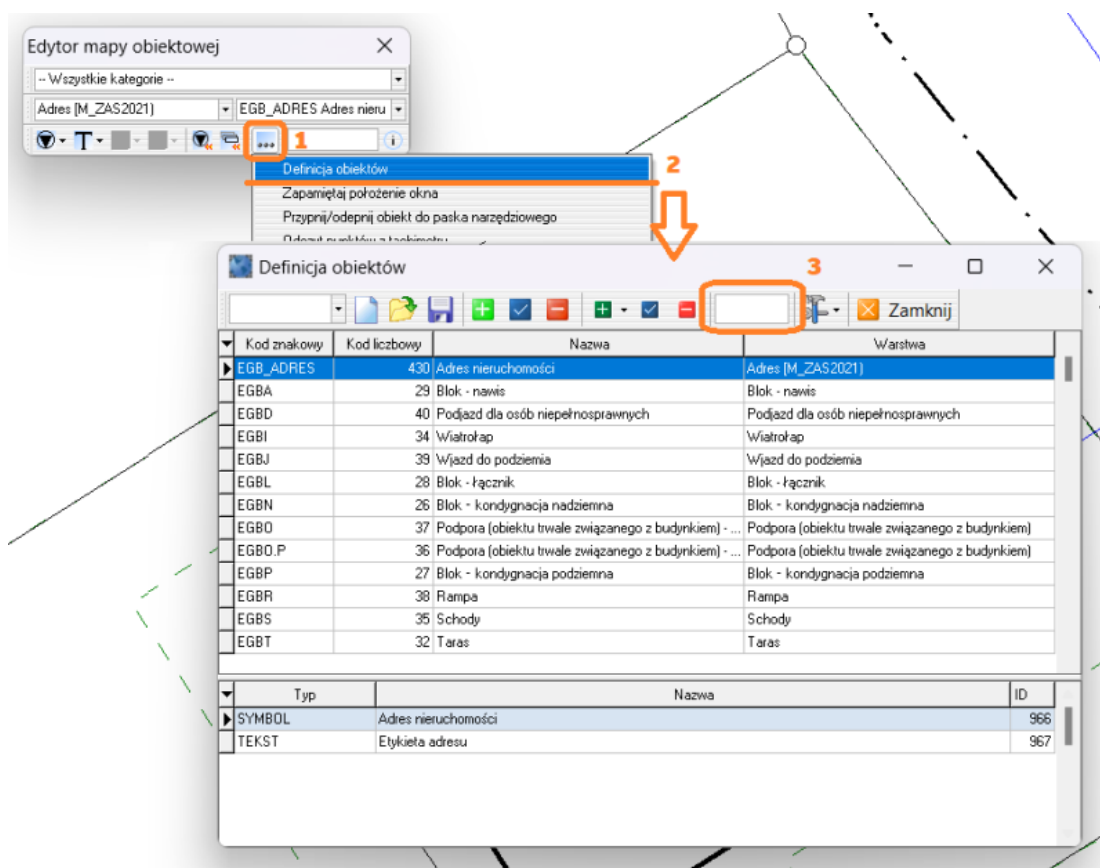 Edytor mapy obiektowej
-- Wszystkie kategorie --
Adres [M_ZAS2021) EGB_ADRES Adres nieru
T ... 1 i
Definicja obiektów 2
Zapamiętaj położenie okna
Przypnij/odepnij obiekt do paska narzędziowego
Odczyt punktów z tachimetru
Definicja obiektów 3
Zamknij
Kod znakowy Kod liczbowy Nazwa Warstwa
EGB_ADRES 430 Adres nieruchomości Adres [M_ZAS2021)
EGBA 29 Blok - nawis Blok - nawis
EGBD 40 Podjazd dla osób niepełnosprawnych Podjazd dla osób niepełnosprawnych
EGBI 34 Wiatrołap Wiatrołap
EGBJ 39 Wjazd do podziemia Wjazd do podziemia
EGBL 28 Blok - łącznik Blok - łącznik
EGBN 26 Blok - kondygnacja nadziemna Blok - kondygnacja nadziemna
EGBO 37 Podpora (obiektu trwale związanego z budynkiem) - ... Podpora (obiektu trwale związanego z budynkiem)
EGBO.P 36 Podpora (obiektu trwale związanego z budynkiem) - ... Podpora (obiektu trwale związanego z budynkiem)
EGBP 27 Blok - kondygnacja podziemna Blok - kondygnacja podziemna
EGBR 38 Rampa Rampa
EGBS 35 Schody Schody
EGBT 32 Taras Taras
Typ Nazwa ID
SYMBOL Adres nieruchomości 966
TEKST Etykieta adresu 967